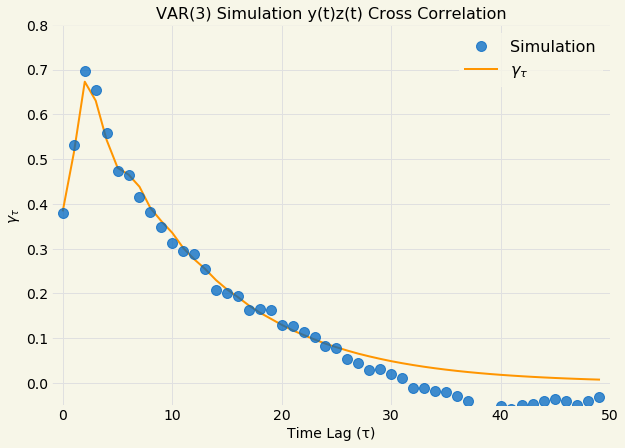 VAR(3) Simulation y(t)z(t) Cross Correlation
0.8
0.7
0.6
0.5
0.4
0.3
0.2
0.1
0.0
γτ
Simulation
γτ
0 10 20 30 40 50
Time Lag (τ)